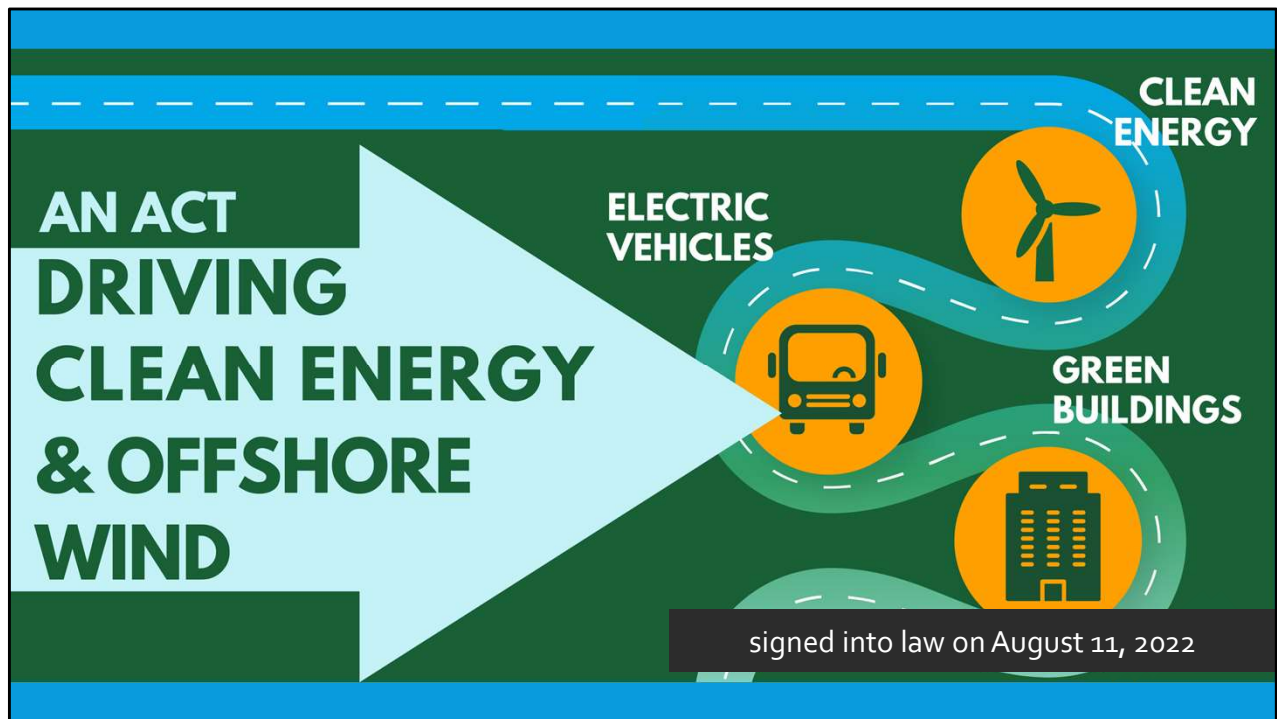 AN ACT
DRIVING
CLEAN ENERGY
& OFFSHORE
WIND
ELECTRIC
VEHICLES
CLEAN
ENERGY
GREEN
BUILDINGS
signed into law on August 11, 2022